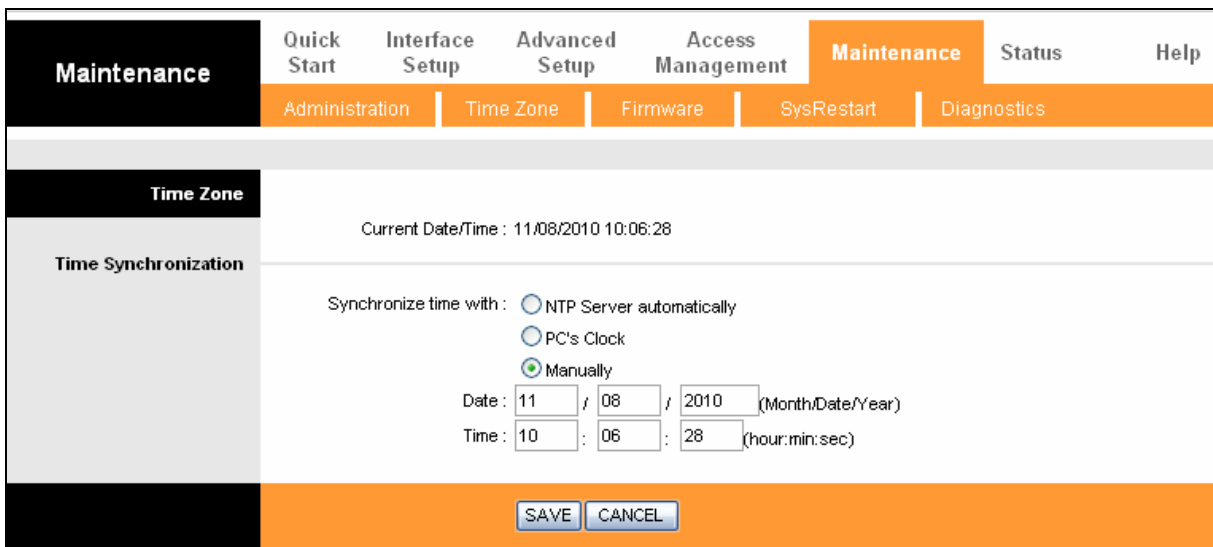 Maintenance
Quick Start
Interface Setup
Advanced Setup
Access Management
Maintenance
Status
Help
Administration
Time Zone
Firmware
SysRestart
Diagnostics
Time Zone
Current Date/Time : 11/08/2010 10:06:28
Time Synchronization
Synchronize time with : NTP Server automatically
PC's Clock
Manually
Date : 11 / 08 / 2010 (Month/Date/Year)
Time : 10 : 06 : 28 (hour:min:sec)
SAVE CANCEL